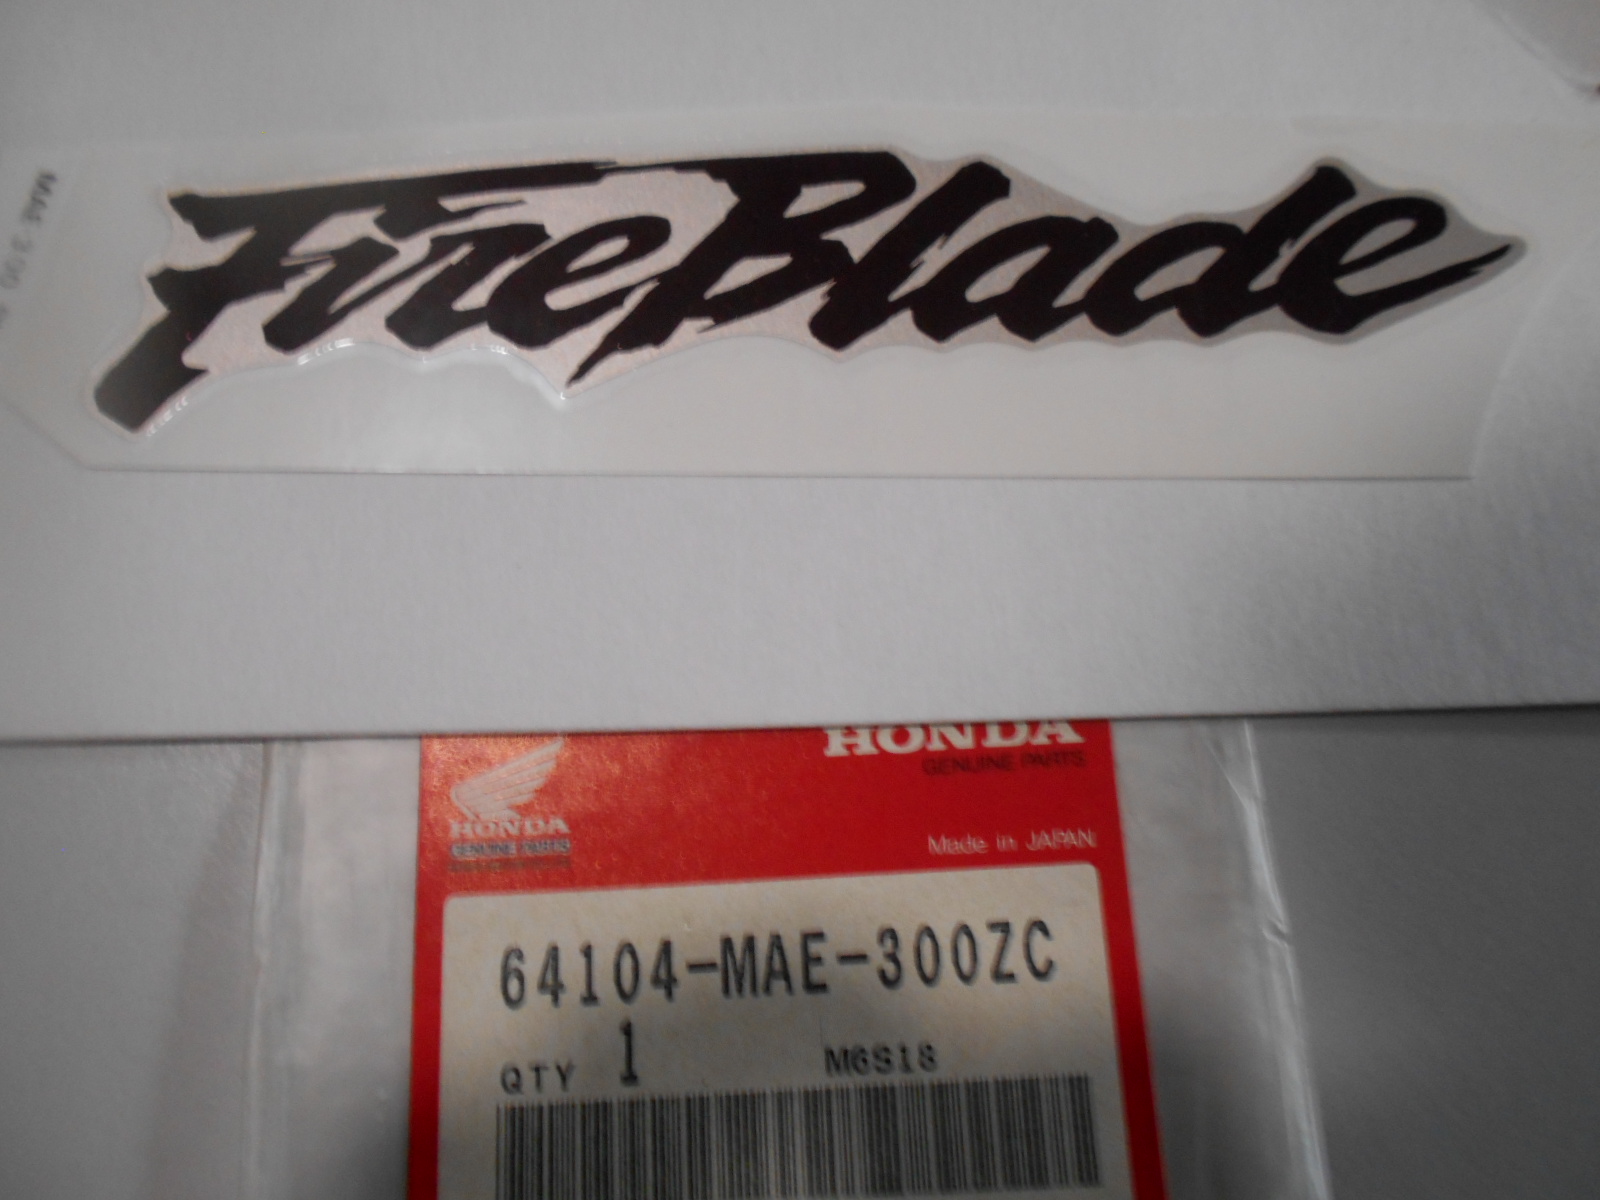 FireBlade
HONDA
GENUINE PARTS
HONDA
GENUINE PARTS
Made in JAPAN
64104-MAE-300ZC
QTY 1 M6S18